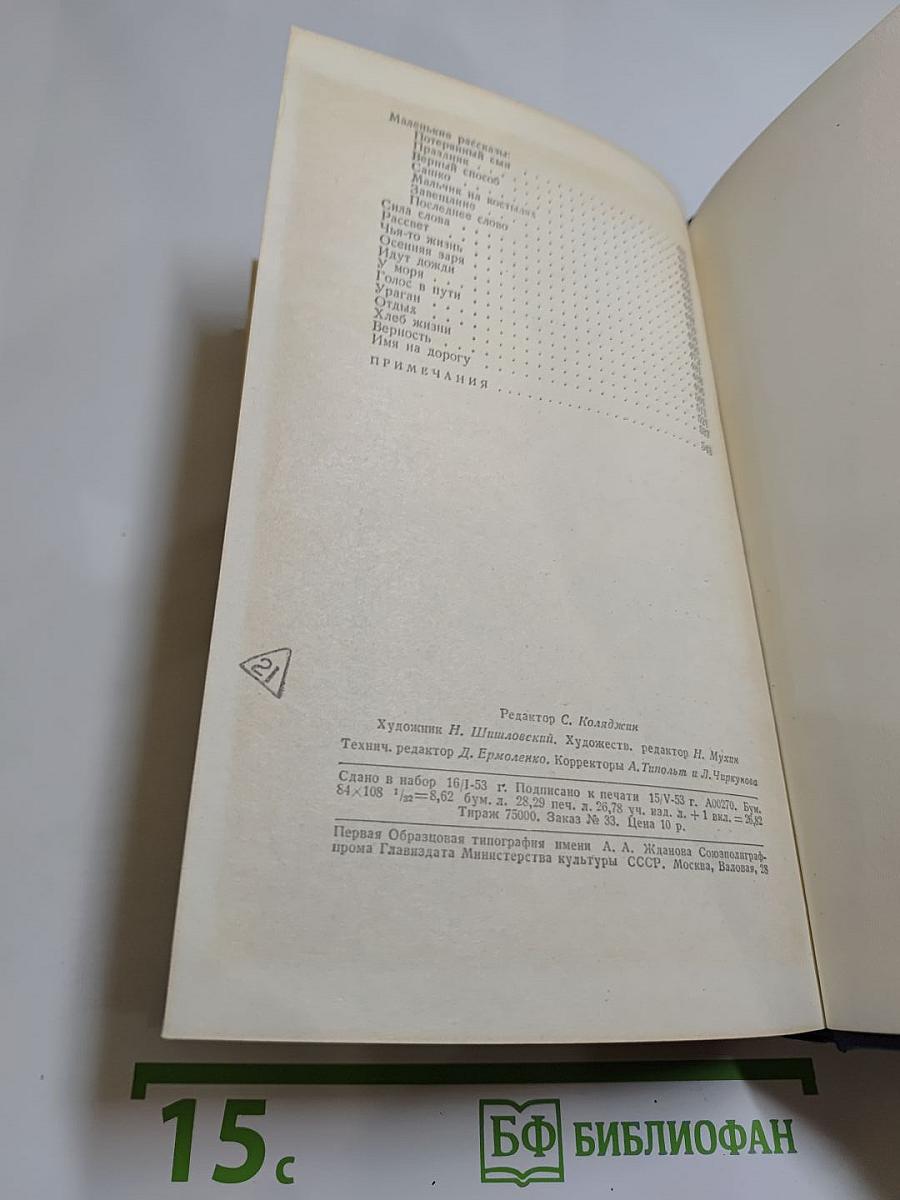 Маленькие рассказы:
Потерянный сын
Праздник
Верный способ
Сашко
Мальчик на костылях
Завещание
Последнее слово
Сила слова
Рассвет
Чья-то жизнь
Осенняя заря
Идут дожди
У моря
Голос в пути
Ураган
Отдых
Хлеб жизни
Верность
Имя на дорогу
ПРИМЕЧАНИЯ
21
Редактор С. Коляджин
Художник Н. Шишловский. Художеств. редактор Н. Мухин
Технич. редактор Д. Ермоленко. Корректоры А. Типольт и Л. Чиркунова
Сдано в набор 16/I-53 г. Подписано к печати 15/V-53 г. А00270. Бум.
84×108 1/32=8,62 бум. л. 28,29 печ. л. 26,78 уч. изд. л. + 1 вкл. = 26,82
Тираж 75000. Заказ № 33. Цена 10 р.
Первая Образцовая типография имени А. А. Жданова Союзполиграф-
прома Главиздата Министерства культуры СССР. Москва, Валовая, 28
15 с
БФ БИБЛИОФАН